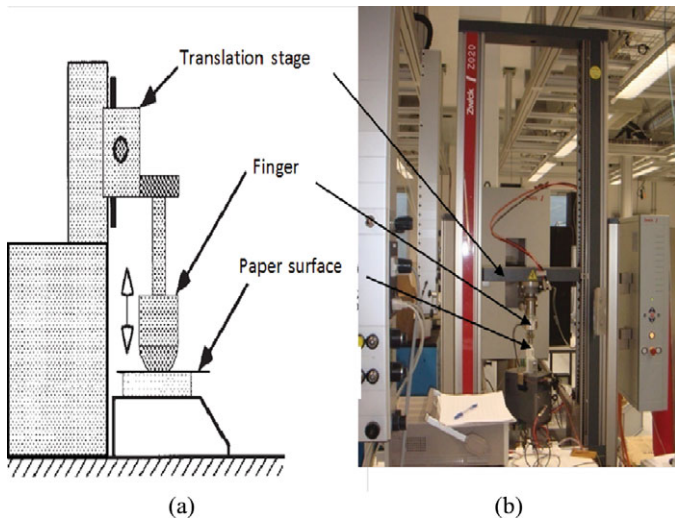 Translation stage
Finger
Paper surface
Zwick / Z020
(a)
(b)